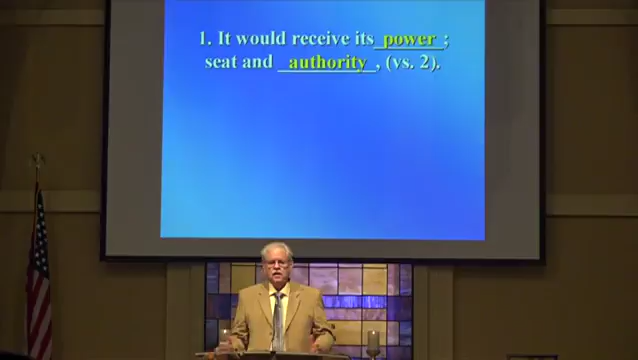 1. It would receive its power ;
seat and authority , (vs. 2).